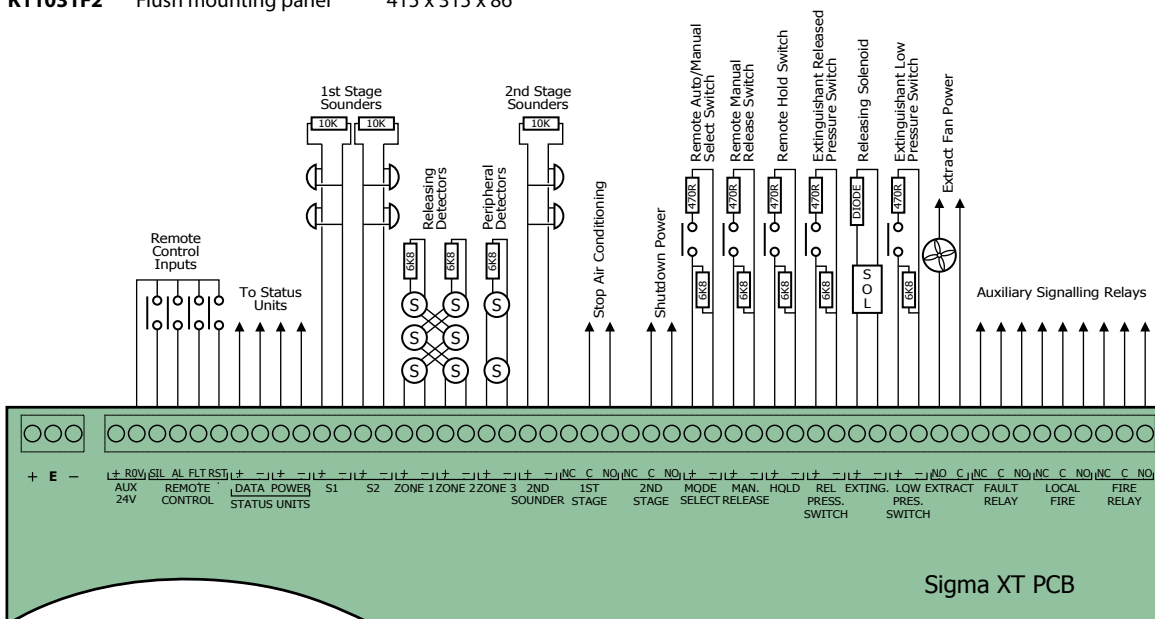 K11031F2 Flush mounting panel 415 x 315 x 86
1st Stage
Sounders
10K
10K
2nd Stage
Sounders
10K
Remote
Control
Inputs
To Status
Units
Releasing
Detectors
6K8
6K8
Peripheral
Detectors
6K8
S
S
S
S
S
S
S
S
Stop Air Conditioning
Shutdown Power
Remote Auto/Manual
Select Switch
470R
6K8
Remote Manual
Release Switch
470R
6K8
Remote Hold Switch
470R
6K8
Extinguishant Released
Pressure Switch
470R
6K8
Releasing Solenoid
DIODE
S
O
L
Extinguishant Low
Pressure Switch
470R
6K8
Extract Fan Power
Auxiliary Signalling Relays
+ E −
+ R0V SIL AL FLT RST + − + − + − + − + − + − + − + − NC C NO NC C NO + − + − + − + − + − + − NO C NC C NO NC C NO NC C NO
AUX
24V
REMOTE
CONTROL
DATA POWER
STATUS UNITS
S1
S2
ZONE 1
ZONE 2
ZONE 3
2ND
SOUNDER
1ST
STAGE
2ND
STAGE
MODE
SELECT
MAN.
RELEASE
HOLD
REL
PRESS.
SWITCH
EXTING.
LOW
PRES.
SWITCH
EXTRACT
FAULT
RELAY
LOCAL
FIRE
FIRE
RELAY
Sigma XT PCB